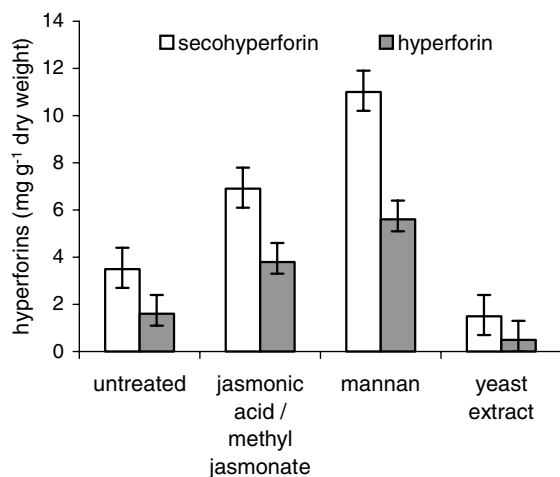 14
12
10
8
6
4
2
0
hyperforins (mg g⁻¹ dry weight)
secohyperforin
hyperforin
untreated
jasmonic
acid /
methyl
jasmonate
mannan
yeast
extract